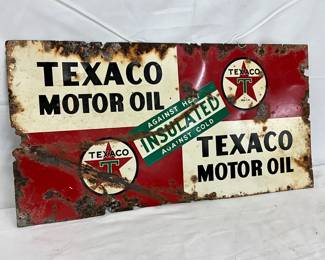 TEXACO
MOTOR OIL
TEXACO
T
AGAINST HEAT
INSULATED
AGAINST COLD
TEXACO
T
TEXACO
MOTOR OIL